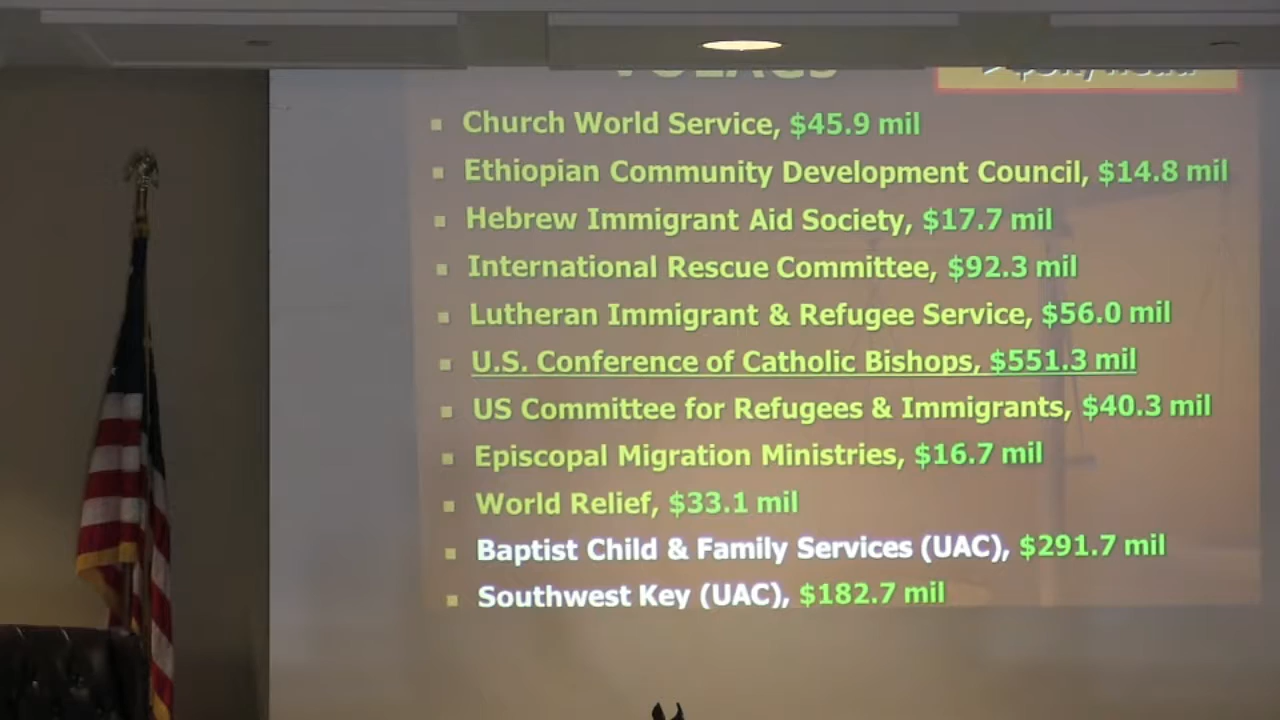 VOLAGS
Church World Service, $45.9 mil
Ethiopian Community Development Council, $14.8 mil
Hebrew Immigrant Aid Society, $17.7 mil
International Rescue Committee, $92.3 mil
Lutheran Immigrant & Refugee Service, $56.0 mil
U.S. Conference of Catholic Bishops, $551.3 mil
US Committee for Refugees & Immigrants, $40.3 mil
Episcopal Migration Ministries, $16.7 mil
World Relief, $33.1 mil
Baptist Child & Family Services (UAC), $291.7 mil
Southwest Key (UAC), $182.7 mil